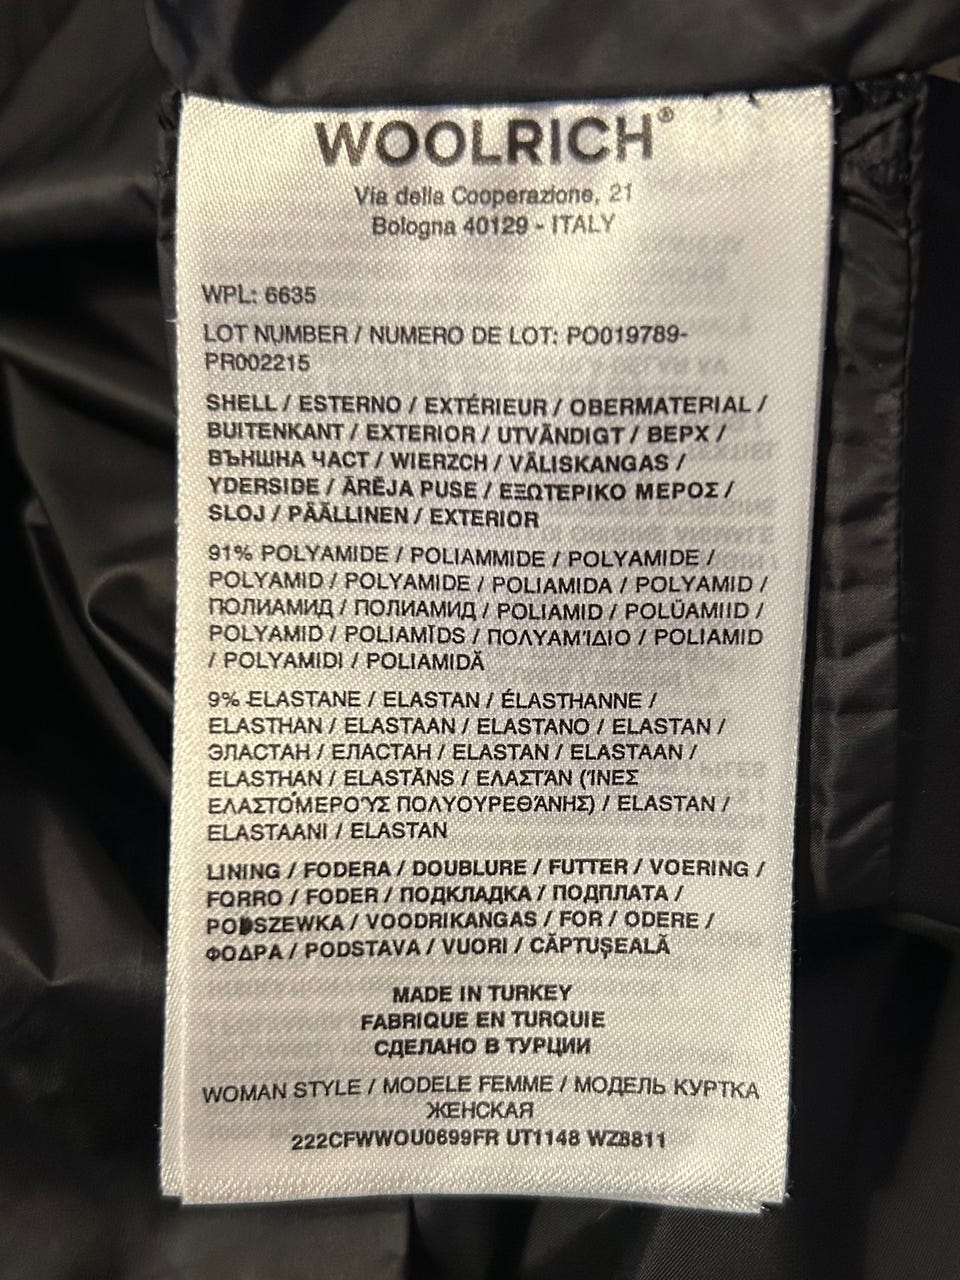 WOOLRICH®
Via della Cooperazione, 21
Bologna 40129 - ITALY
WPL: 6635
LOT NUMBER / NUMERO DE LOT: PO019789-
PR002215
SHELL / ESTERNO / EXTÉRIEUR / OBERMATERIAL /
BUITENKANT / EXTERIOR / UTVÄNDIGT / ВЕРХ /
ВЪНШНА ЧАСТ / WIERZCH / VÄLISKANGAS /
YDERSIDE / ĀRĒJA PUSE / ΕΞΩΤΕΡΙΚΟ ΜΕΡΟΣ /
SLOJ / PÄÄLLINEN / EXTERIOR
91% POLYAMIDE / POLIAMMIDE / POLYAMIDE /
POLYAMID / POLYAMIDE / POLIAMIDA / POLYAMID /
ПОЛИАМИД / ПОЛИАМИД / POLIAMID / POLÜAMIID /
POLYAMID / POLIAMĪDS / ΠΟΛΥΑΜΊΔΙΟ / POLIAMID
/ POLYAMIDI / POLIAMIDĂ
9% ELASTANE / ELASTAN / ÉLASTHANNE /
ELASTHAN / ELASTAAN / ELASTANO / ELASTAN /
ЭЛАСТАН / ЕЛАСТАН / ELASTAN / ELASTAAN /
ELASTHAN / ELASTĀNS / ΕΛΑΣΤΆΝ (ΊΝΕΣ
ΕΛΑΣΤΌΜΕΡΟΎΣ ΠΟΛΥΟΥΡΕΘΆΝΗΣ) / ELASTAN /
ELASTAANI / ELASTAN
LINING / FODERA / DOUBLURE / FUTTER / VOERING /
FORRO / FODER / ПОДКЛАДКА / ПОДПЛАТА /
PODSZEWKA / VOODRIKANGAS / FOR / ODERE /
ΦΟΔΡΑ / PODSTAVA / VUORI / CĂPTUȘEALĂ
MADE IN TURKEY
FABRIQUE EN TURQUIE
СДЕЛАНО В ТУРЦИИ
WOMAN STYLE / MODELE FEMME / МОДЕЛЬ КУРТКА
ЖЕНСКАЯ
222CFWWOU0699FR UT1148 WZ8811